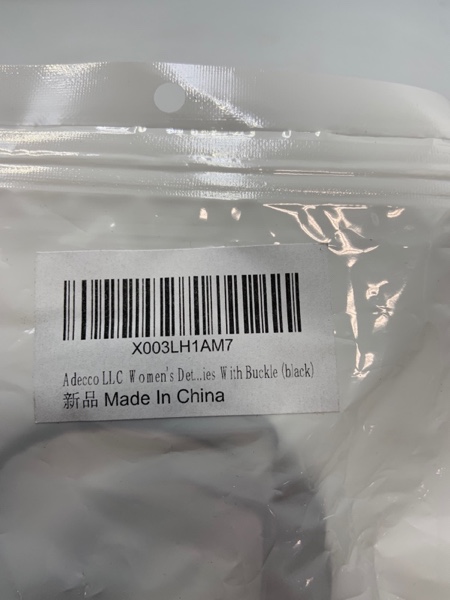 X003LH1AM7
Adecco LLC Women's Det...ies With Buckle (black)
新品 Made In China